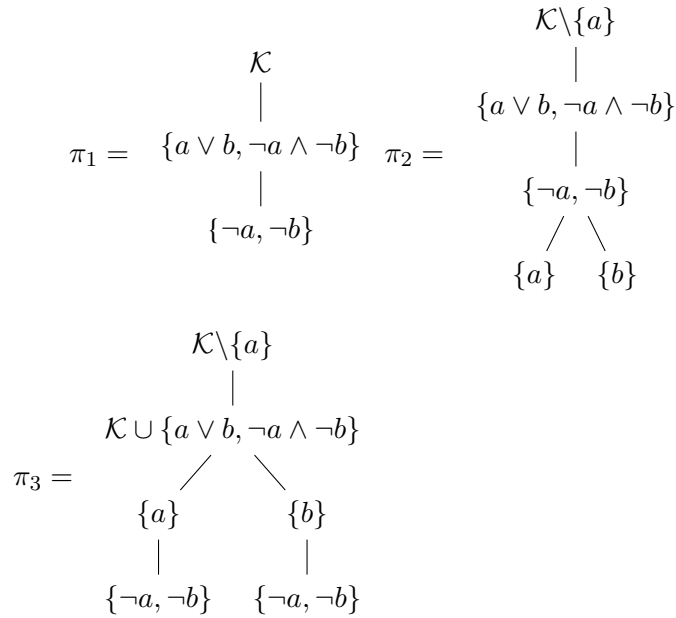 𝒦
{a ∨ b, ¬a ∧ ¬b}
π₁ =
{¬a, ¬b}
𝒦\{a}
{a ∨ b, ¬a ∧ ¬b}
π₂ =
{¬a, ¬b}
{a} {b}
𝒦\{a}
𝒦 ∪ {a ∨ b, ¬a ∧ ¬b}
π₃ =
{a} {b}
{¬a, ¬b} {¬a, ¬b}